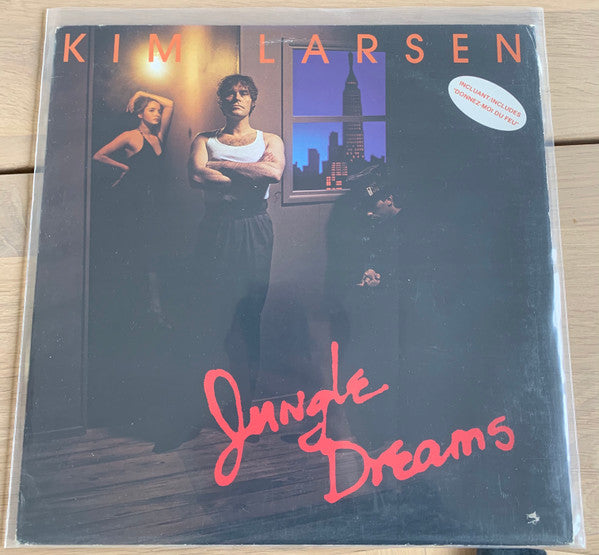 KIM LARSEN
INCLUANT/INCLUDES
"DONNEZ-MOI DU FEU"
Jungle
Dreams